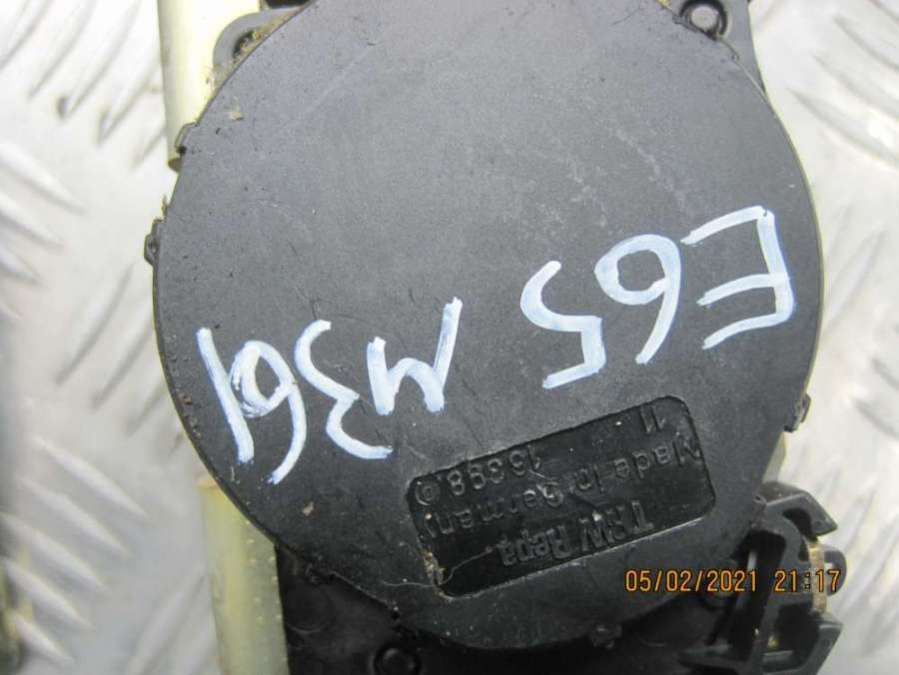 E65 M361
TRW Repa
Made in Germany
15398
11
05/02/2021 21:17